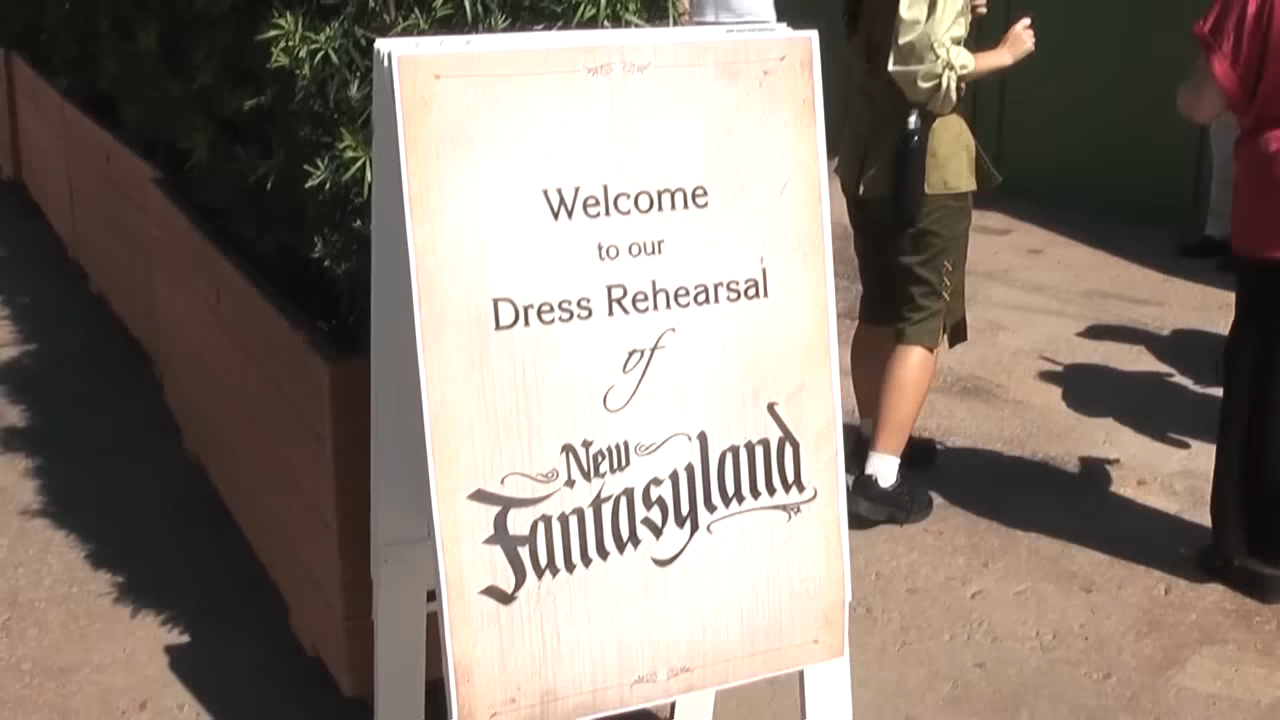 Welcome
to our
Dress Rehearsal
of
New
Fantasyland